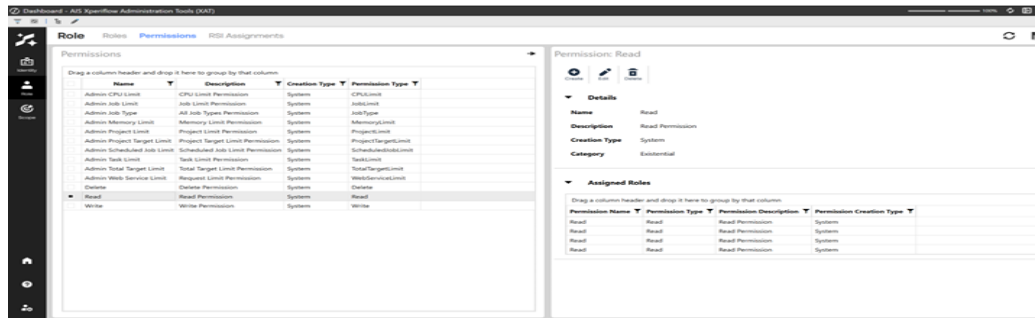 Dashboard - AIS Xperiflow Administration Tools (XAT)
100%
Role Roles Permissions RSI Assignments
Identity
Role
Scope
Permissions
Drag a column header and drop it here to group by that column
Name Description Creation Type Permission Type
Admin CPU Limit CPU Limit Permission System CPULimit
Admin Job Limit Job Limit Permission System JobLimit
Admin Job Type All Job Types Permission System JobType
Admin Memory Limit Memory Limit Permission System MemoryLimit
Admin Project Limit Project Limit Permission System ProjectLimit
Admin Project Target Limit Project Target Limit Permission System ProjectTargetLimit
Admin Scheduled Job Limit Scheduled Job Limit Permission System ScheduledJobLimit
Admin Task Limit Task Limit Permission System TaskLimit
Admin Total Target Limit Total Target Limit Permission System TotalTargetLimit
Admin Web Service Limit Request Limit Permission System WebServiceLimit
Delete Delete Permission System Delete
Read Read Permission System Read
Write Write Permission System Write
Permission: Read
Create Edit Delete
Details
Name Read
Description Read Permission
Creation Type System
Category Existential
Assigned Roles
Drag a column header and drop it here to group by that column
Permission Name Permission Type Permission Description Permission Creation Type
Read Read Read Permission System
Read Read Read Permission System
Read Read Read Permission System
Read Read Read Permission System